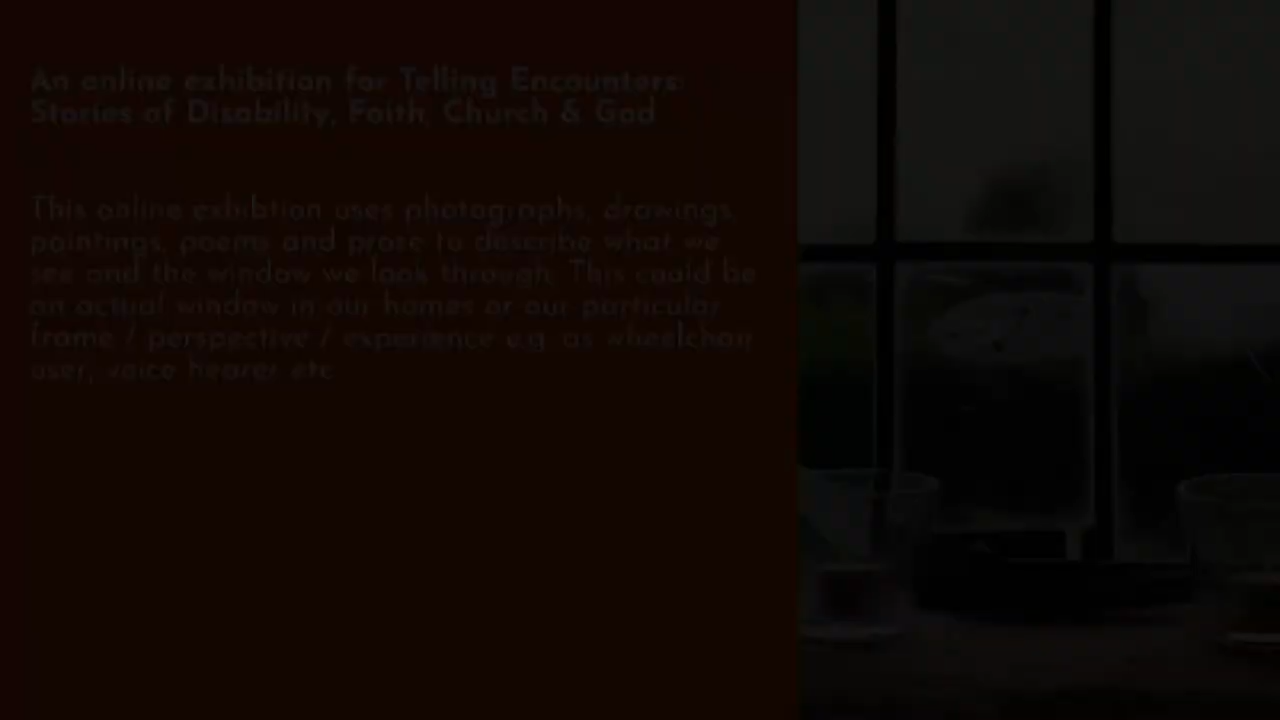 An online exhibition for Telling Encounters:
Stories of Disability, Faith, Church & God
This online exhibtion uses photographs, drawings,
paintings, poems and prose to describe what we
see and the window we look through. This could be
an actual window in our homes or our particular
frame / perspective / experience e.g. as wheelchair
user, voice hearer etc